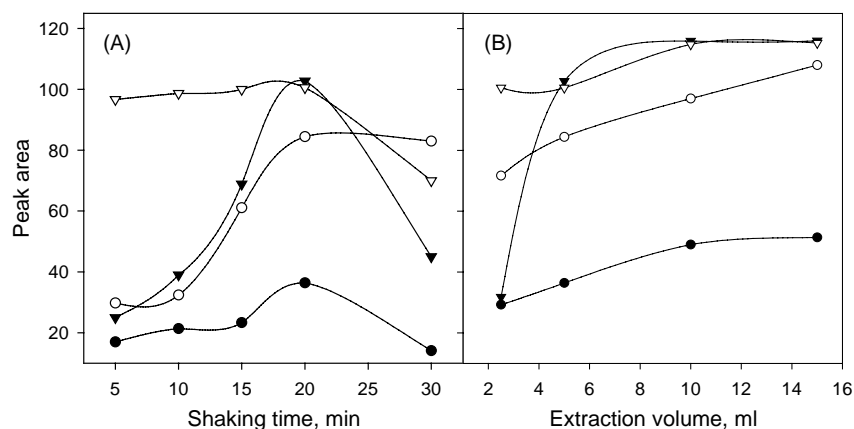 (A)
(B)
Peak area
120
100
80
60
40
20
5 10 15 20 25 30
2 4 6 8 10 12 14 16
Shaking time, min
Extraction volume, ml